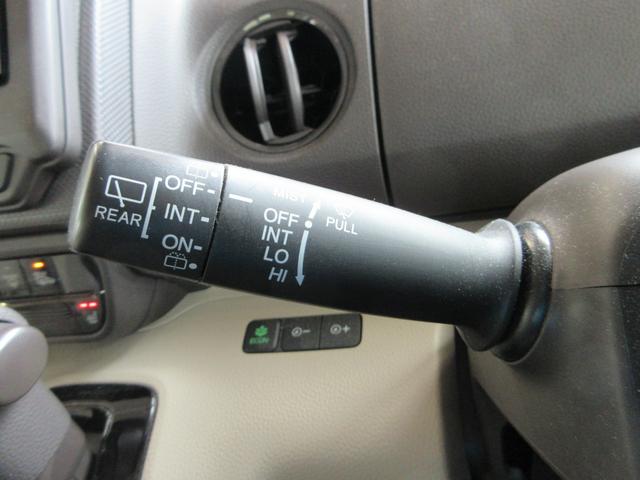 REAR
OFF
INT
ON
MIST
OFF
INT
LO
HI
PULL
ECON
- +